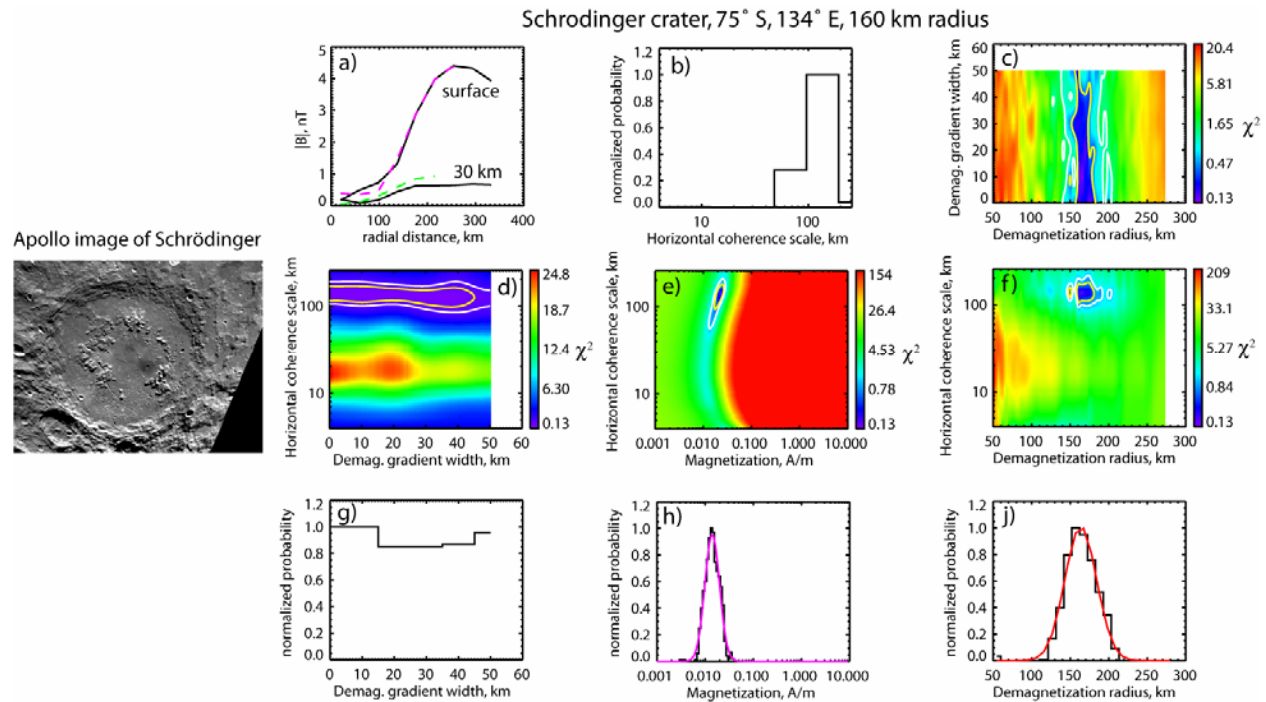 Schrodinger crater, 75° S, 134° E, 160 km radius
Apollo image of Schrödinger
a)
|B|, nT
5
4
3
2
1
0
surface
30 km
0 100 200 300 400
radial distance, km
b)
normalized probability
1.2
1.0
0.8
0.6
0.4
0.2
0.0
10 100
Horizontal coherence scale, km
c)
Demag. gradient width, km
60
50
40
30
20
10
0
50 100 150 200 250 300
Demagnetization radius, km
20.4
5.81
1.65
0.47
0.13
χ²
d)
Horizontal coherence scale, km
100
10
0 10 20 30 40 50 60
Demag. gradient width, km
24.8
18.7
12.4
6.30
0.13
χ²
e)
Horizontal coherence scale, km
100
10
0.001 0.010 0.100 1.000 10.000
Magnetization, A/m
154
26.4
4.53
0.78
0.13
χ²
f)
Horizontal coherence scale, km
100
10
50 100 150 200 250 300
Demagnetization radius, km
209
33.1
5.27
0.84
0.13
χ²
g)
normalized probability
1.2
1.0
0.8
0.6
0.4
0.2
0.0
0 10 20 30 40 50 60
Demag. gradient width, km
h)
normalized probability
1.2
1.0
0.8
0.6
0.4
0.2
0.0
0.001 0.010 0.100 1.000 10.000
Magnetization, A/m
j)
normalized probability
1.2
1.0
0.8
0.6
0.4
0.2
0.0
50 100 150 200 250 300
Demagnetization radius, km